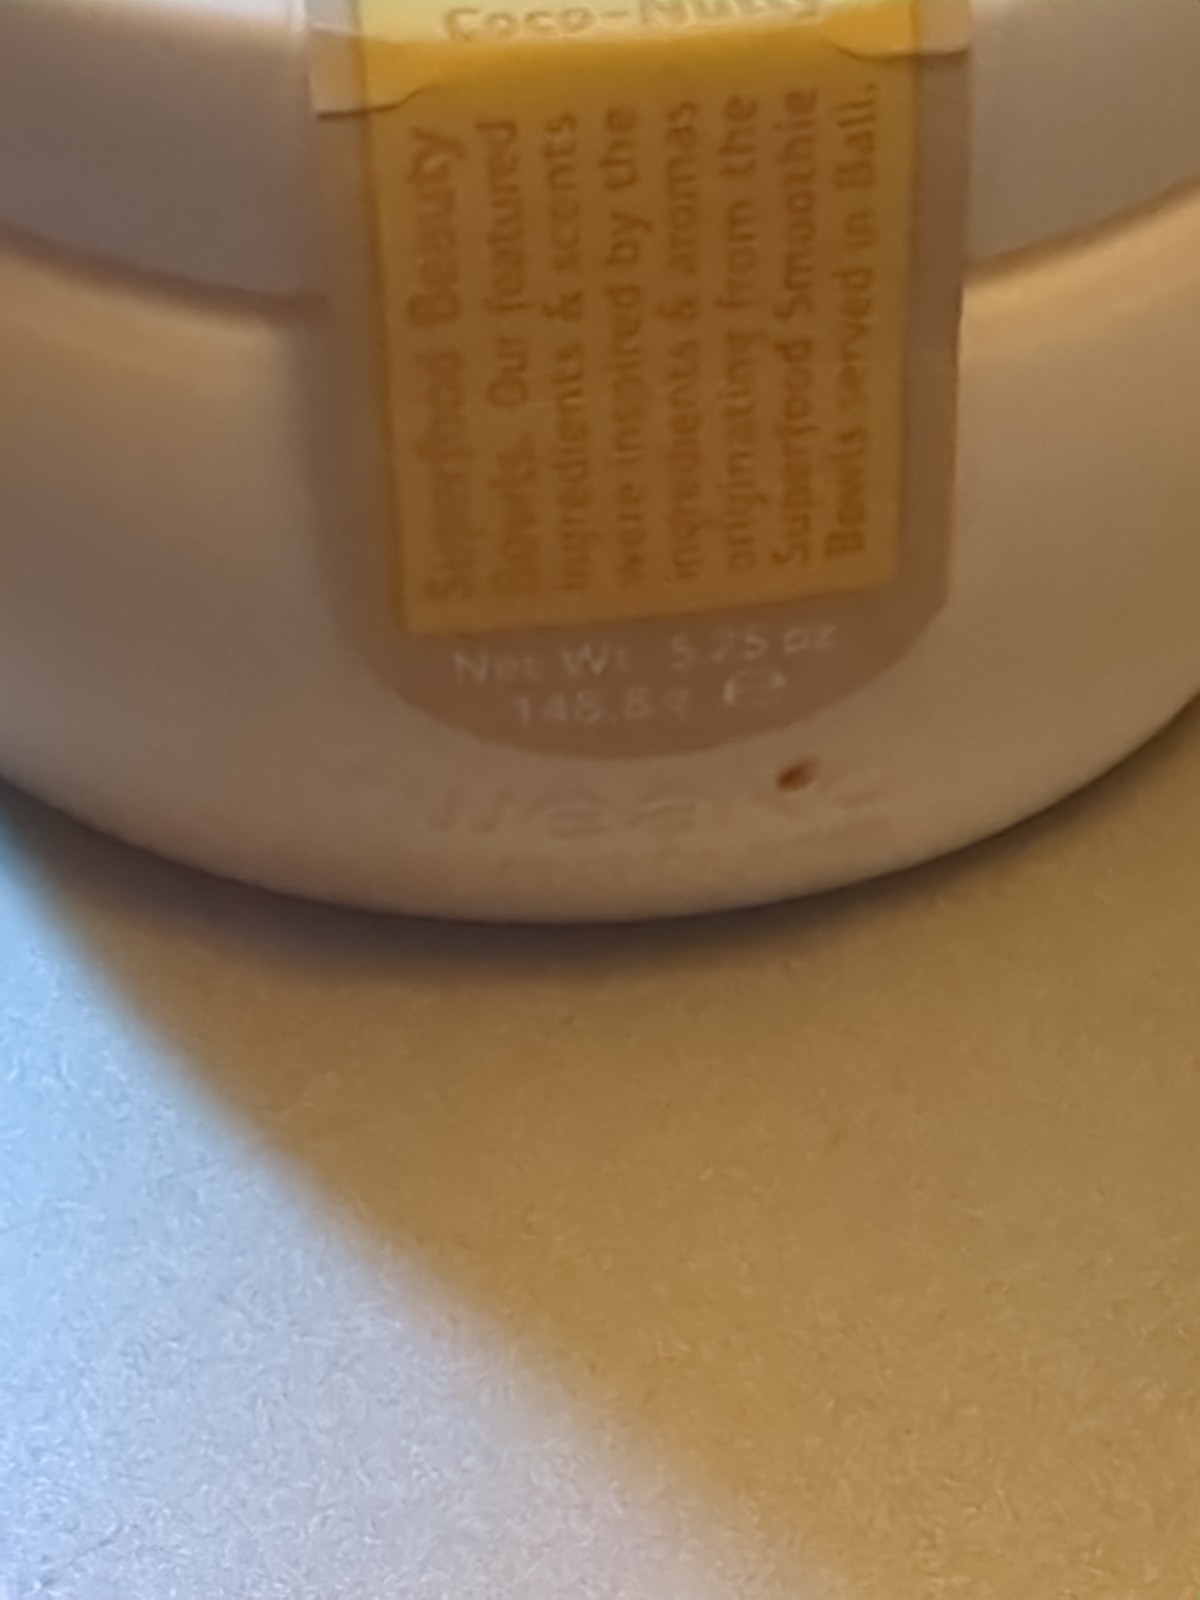 Coco-Nutty
Superfood Beauty
Bowls. Our featured
ingredients & scents
were inspired by the
ingredients & aromas
originating from the
Superfood Smoothie
Bowls served in Bali.
Net Wt. 5.25 oz
148.8g ℮